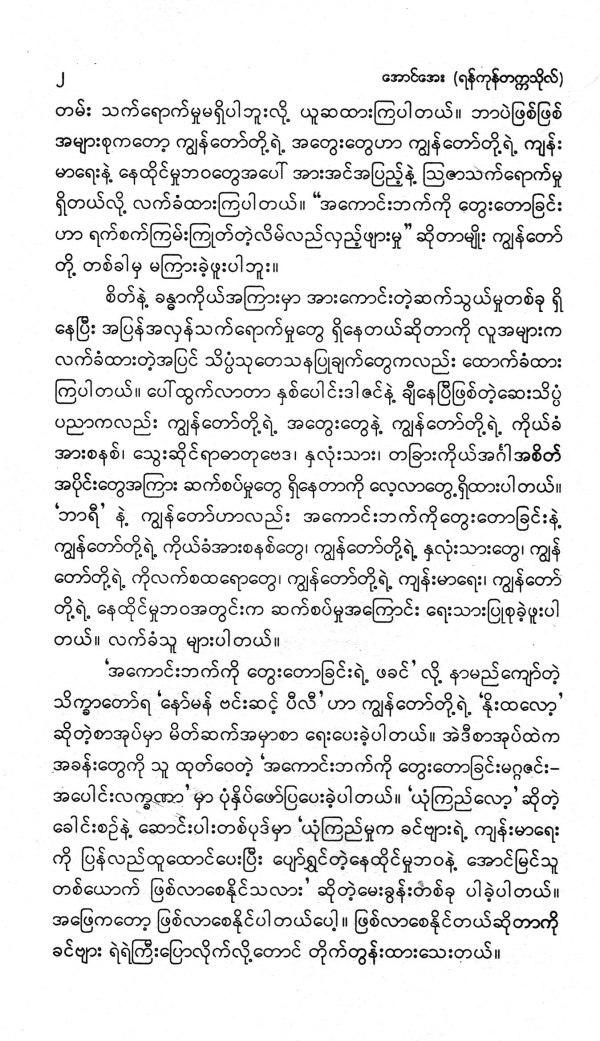 ၂ အောင်အေး (ရန်ကုန်တက္ကသိုလ်)
တမ်း သက်ရောက်မှုမရှိပါဘူးလို့ ယူဆထားကြပါတယ်။ ဘာပဲဖြစ်ဖြစ်
အများစုကတော့ ကျွန်တော်တို့ရဲ့ အတွေးတွေဟာ ကျွန်တော်တို့ရဲ့ ကျန်း
မာရေးနဲ့ နေထိုင်မှုဘဝတွေအပေါ် အားအင်အပြည့်နဲ့ ဩဇာသက်ရောက်မှု
ရှိတယ်လို့ လက်ခံထားကြပါတယ်။ “အကောင်းဘက်ကို တွေးတောခြင်း
ဟာ ရက်စက်ကြမ်းကြုတ်တဲ့လိမ်လည်လှည့်ဖျားမှု” ဆိုတာမျိုး ကျွန်တော်
တို့ တစ်ခါမှ မကြားခဲ့ဖူးပါဘူး။
စိတ်နဲ့ ခန္ဓာကိုယ်အကြားမှာ အားကောင်းတဲ့ဆက်သွယ်မှုတစ်ခု ရှိ
နေပြီး အပြန်အလှန်သက်ရောက်မှုတွေ ရှိနေတယ်ဆိုတာကို လူအများက
လက်ခံထားတဲ့အပြင် သိပ္ပံသုတေသနပြုချက်တွေကလည်း ထောက်ခံထား
ကြပါတယ်။ ပေါ်ထွက်လာတာ နှစ်ပေါင်းဒါဇင်နဲ့ ချီနေပြီဖြစ်တဲ့ဆေးသိပ္ပံ
ပညာကလည်း ကျွန်တော်တို့ရဲ့ အတွေးတွေနဲ့ ကျွန်တော်တို့ရဲ့ ကိုယ်ခံ
အားစနစ်၊ သွေးဆိုင်ရာဓာတုဗေဒ၊ နှလုံးသား၊ တခြားကိုယ်အင်္ဂါအစိတ်
အပိုင်းတွေအကြား ဆက်စပ်မှုတွေ ရှိနေတာကို လေ့လာတွေ့ရှိထားပါတယ်။
‘ဘာရီ’ နဲ့ ကျွန်တော်ဟာလည်း အကောင်းဘက်ကိုတွေးတောခြင်းနဲ့
ကျွန်တော်တို့ရဲ့ ကိုယ်ခံအားစနစ်တွေ၊ ကျွန်တော်တို့ရဲ့ နှလုံးသားတွေ၊ ကျွန်
တော်တို့ရဲ့ ကိုလက်စထရောတွေ၊ ကျွန်တော်တို့ရဲ့ ကျန်းမာရေး၊ ကျွန်တော်
တို့ရဲ့ နေထိုင်မှုဘဝအတွင်းက ဆက်စပ်မှုအကြောင်း ရေးသားပြုစုခဲ့ဖူးပါ
တယ်။ လက်ခံသူ များပါတယ်။
‘အကောင်းဘက်ကို တွေးတောခြင်းရဲ့ ဖခင်’ လို့ နာမည်ကျော်တဲ့
သိက္ခာတော်ရ ‘နော်မန် ဗင်းဆင့် ပီလီ’ ဟာ ကျွန်တော်တို့ရဲ့ ‘နိုးထလော့’
ဆိုတဲ့စာအုပ်မှာ မိတ်ဆက်အမှာစာ ရေးပေးခဲ့ပါတယ်။ အဲဒီစာအုပ်ထဲက
အခန်းတွေကို သူ ထုတ်ဝေတဲ့ ‘အကောင်းဘက်ကို တွေးတောခြင်းမဂ္ဂဇင်း–
အပေါင်းလက္ခဏာ’ မှာ ပုံနှိပ်ဖော်ပြပေးခဲ့ပါတယ်။ ‘ယုံကြည်လော့’ ဆိုတဲ့
ခေါင်းစဉ်နဲ့ ဆောင်းပါးတစ်ပုဒ်မှာ ‘ယုံကြည်မှုက ခင်ဗျားရဲ့ ကျန်းမာရေး
ကို ပြန်လည်ထူထောင်ပေးပြီး ပျော်ရွှင်တဲ့နေထိုင်မှုဘဝနဲ့ အောင်မြင်သူ
တစ်ယောက် ဖြစ်လာစေနိုင်သလား’ ဆိုတဲ့မေးခွန်းတစ်ခု ပါခဲ့ပါတယ်။
အဖြေကတော့ ဖြစ်လာစေနိုင်ပါတယ်ပေါ့။ ဖြစ်လာစေနိုင်တယ်ဆိုတာကို
ခင်ဗျား ရဲရဲကြီးပြောလိုက်လို့တောင် တိုက်တွန်းထားသေးတယ်။